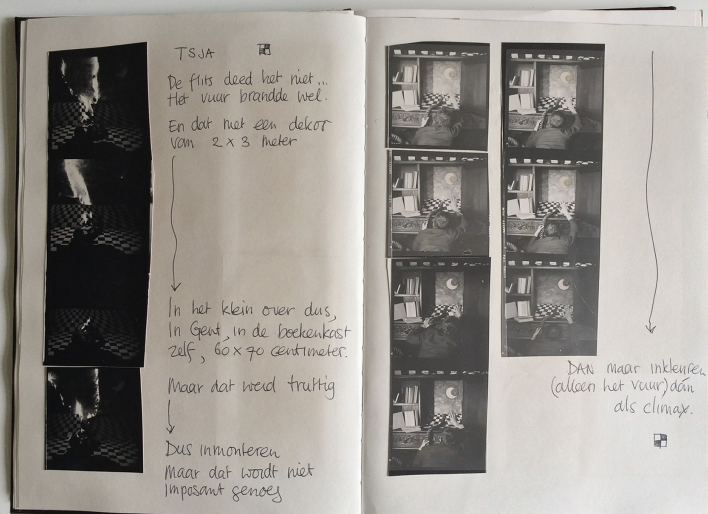 TSJA
De flits deed het niet...
Het vuur brandde wel.
En dat met een dekor
van 2 x 3 meter
In het klein over dus,
In Gent, in de boekenkast
zelf, 60 x 70 centimeter.
Maar dat werd truttig
Dus inmonteren
Maar dat wordt niet
imposant genoeg
DAN maar inkleuren
(alleen het vuur) dan
als climax.